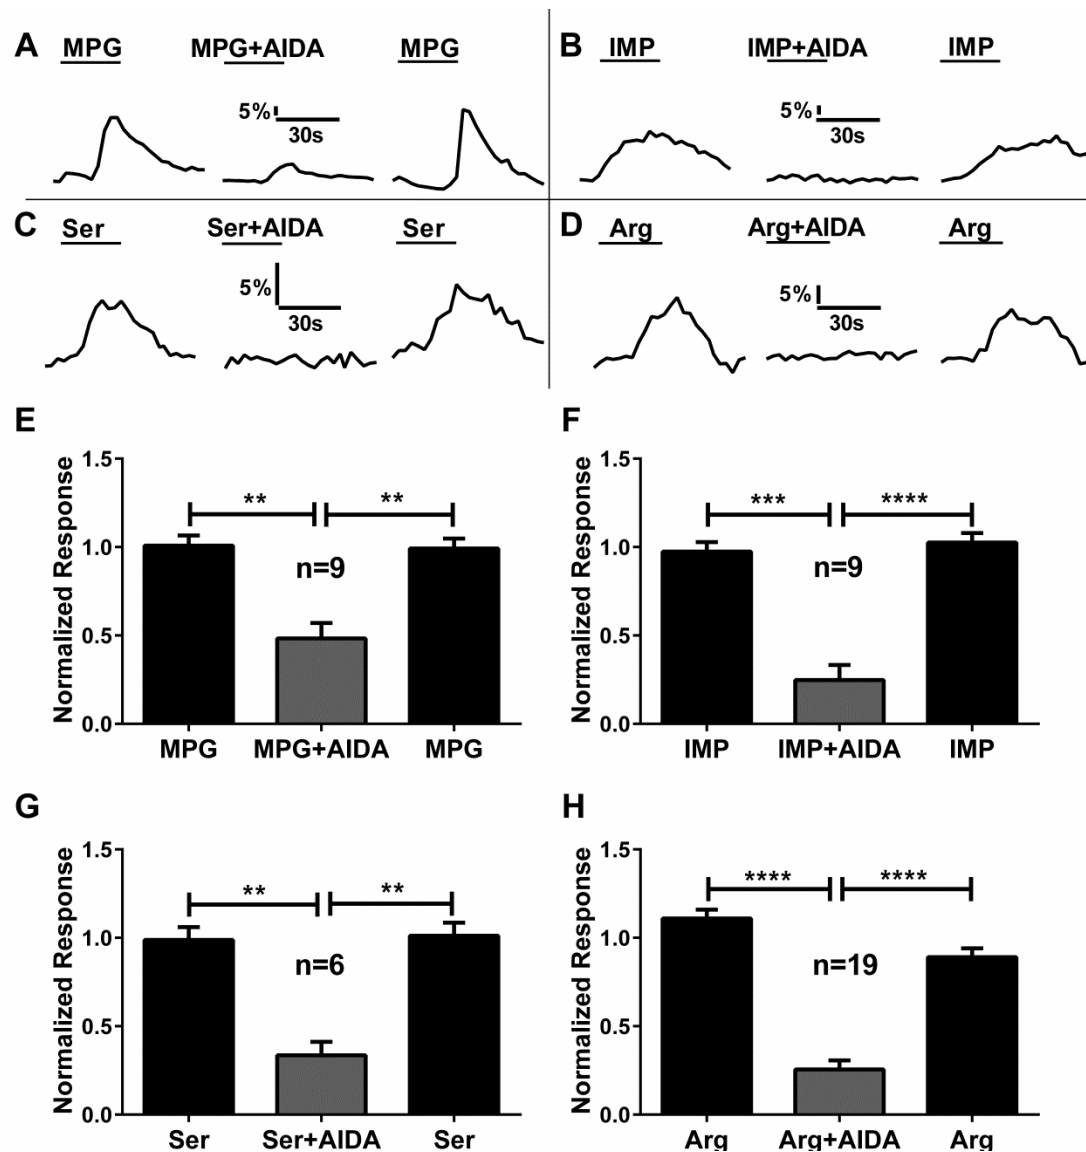 A MPG MPG+AIDA MPG
5%
30s
B IMP IMP+AIDA IMP
5%
30s
C Ser Ser+AIDA Ser
5%
30s
D Arg Arg+AIDA Arg
5%
30s
E
Normalized Response
1.5
1.0
0.5
0.0
** **
n=9
MPG MPG+AIDA MPG
F
Normalized Response
1.5
1.0
0.5
0.0
*** ****
n=9
IMP IMP+AIDA IMP
G
Normalized Response
1.5
1.0
0.5
0.0
** **
n=6
Ser Ser+AIDA Ser
H
Normalized Response
1.5
1.0
0.5
0.0
**** ****
n=19
Arg Arg+AIDA Arg